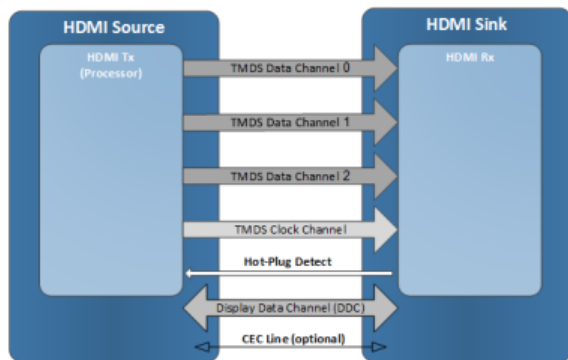 HDMI Source
HDMI Sink
HDMI Tx
(Processor)
HDMI Rx
TMDS Data Channel 0
TMDS Data Channel 1
TMDS Data Channel 2
TMDS Clock Channel
Hot-Plug Detect
Display Data Channel (DDC)
CEC Line (optional)